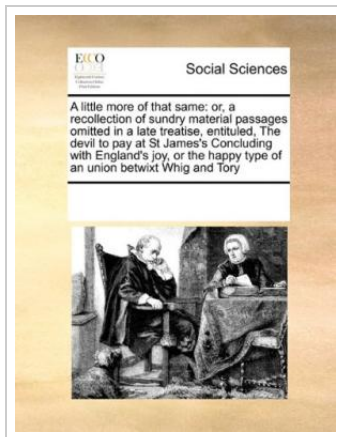 ECCO
Social Sciences
A little more of that same: or, a
recollection of sundry material passages
omitted in a late treatise, entituled, The
devil to pay at St James's Concluding
with England's joy, or the happy type of
an union betwixt Whig and Tory